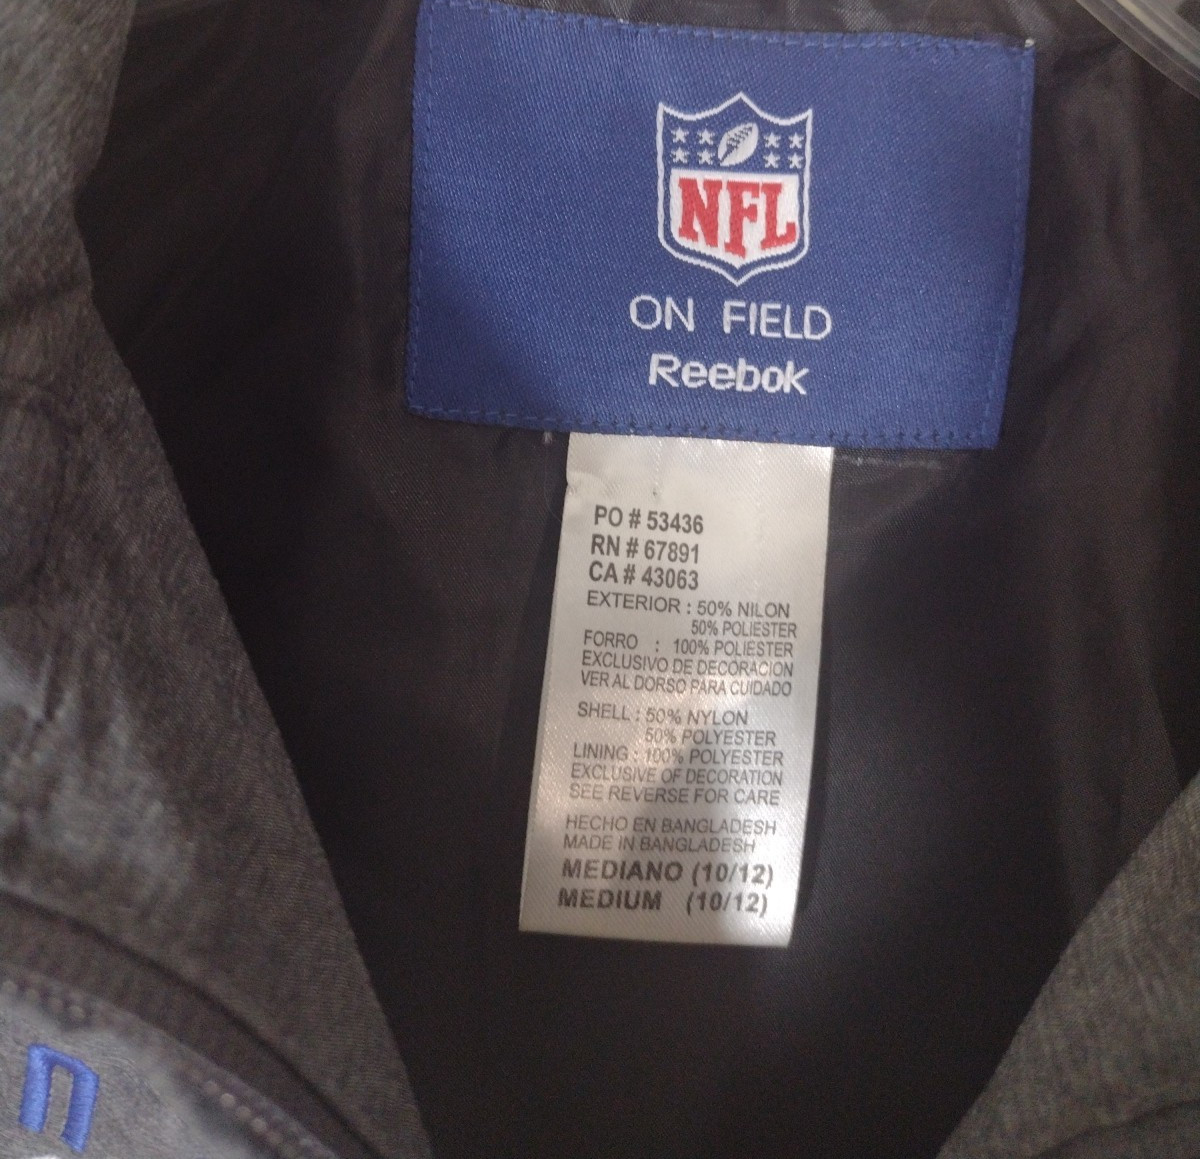 NFL
ON FIELD
Reebok
PO # 53436
RN # 67891
CA # 43063
EXTERIOR : 50% NILON
50% POLIESTER
FORRO : 100% POLIESTER
EXCLUSIVO DE DECORACION
VER AL DORSO PARA CUIDADO
SHELL : 50% NYLON
50% POLYESTER
LINING : 100% POLYESTER
EXCLUSIVE OF DECORATION
SEE REVERSE FOR CARE
HECHO EN BANGLADESH
MADE IN BANGLADESH
MEDIANO (10/12)
MEDIUM (10/12)
n